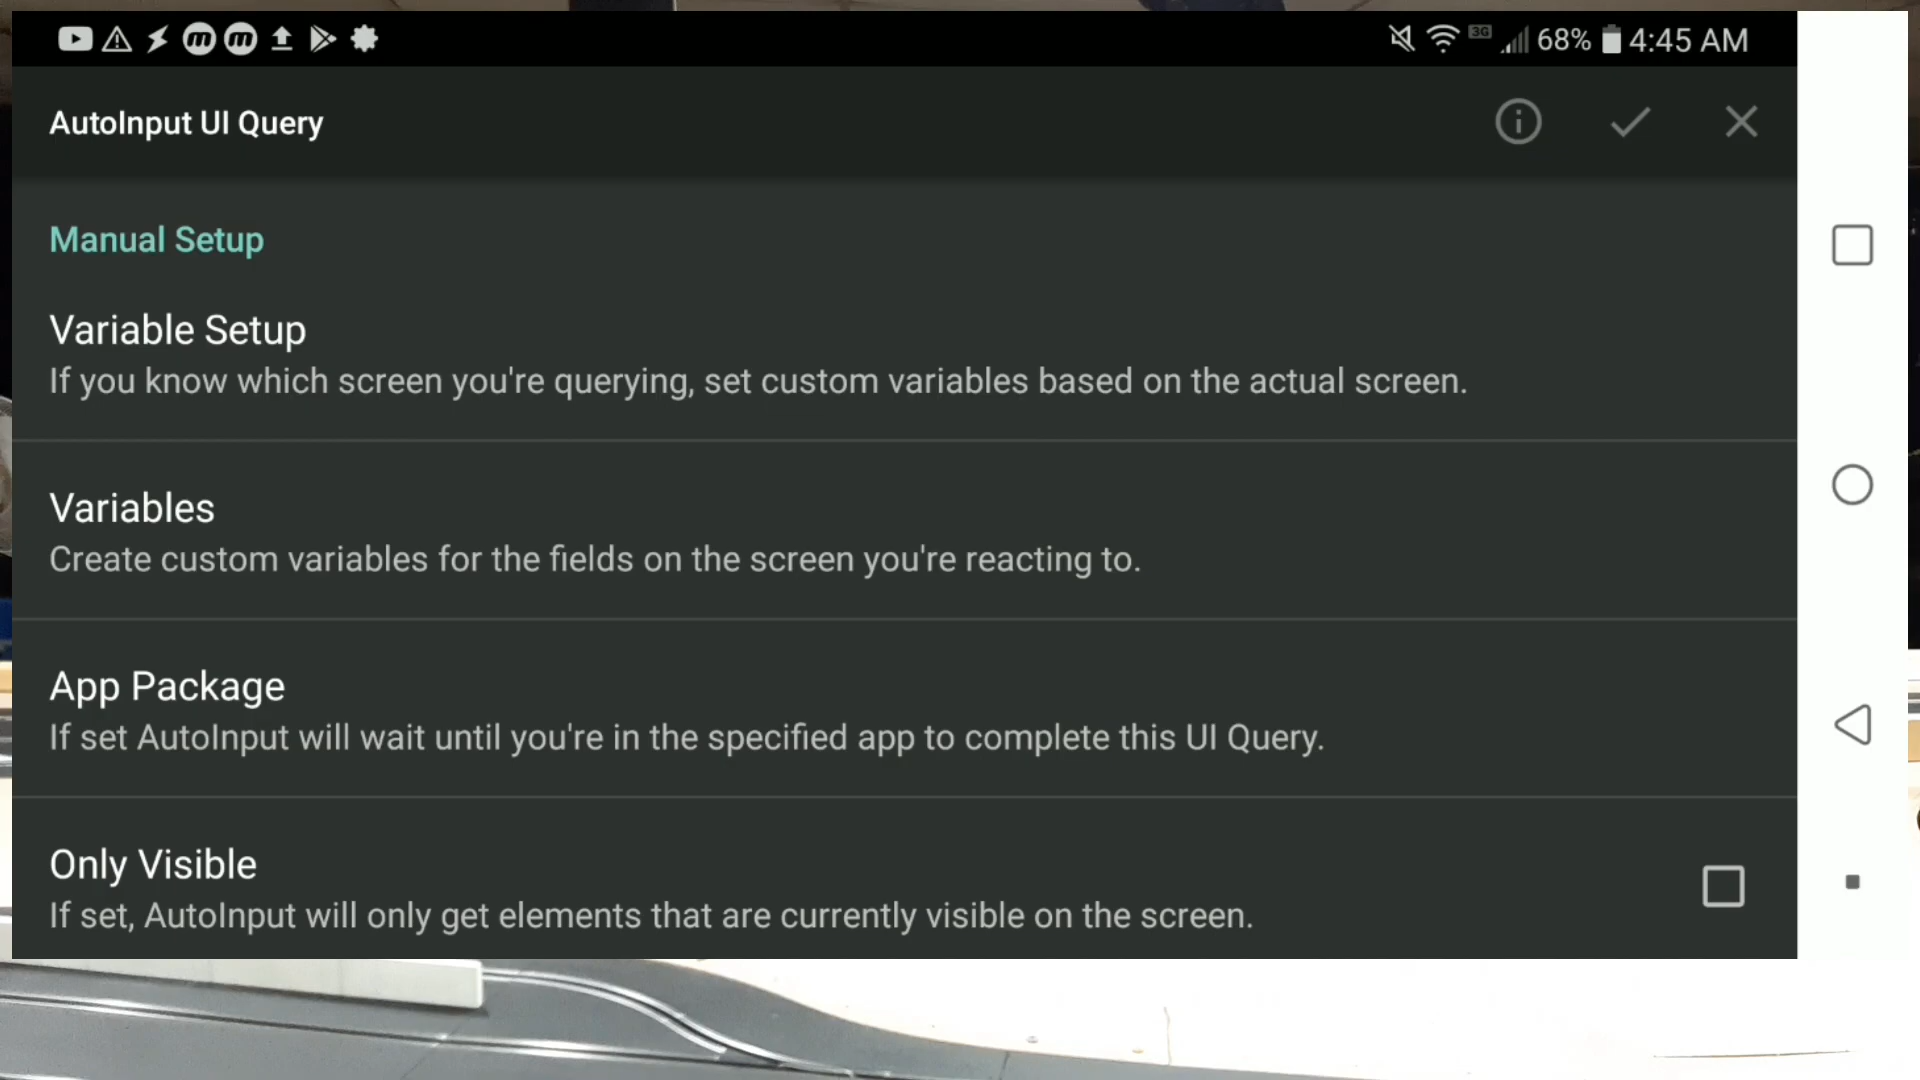 3G 68% 4:45 AM
AutoInput UI Query
Manual Setup
Variable Setup
If you know which screen you're querying, set custom variables based on the actual screen.
Variables
Create custom variables for the fields on the screen you're reacting to.
App Package
If set AutoInput will wait until you're in the specified app to complete this UI Query.
Only Visible
If set, AutoInput will only get elements that are currently visible on the screen.